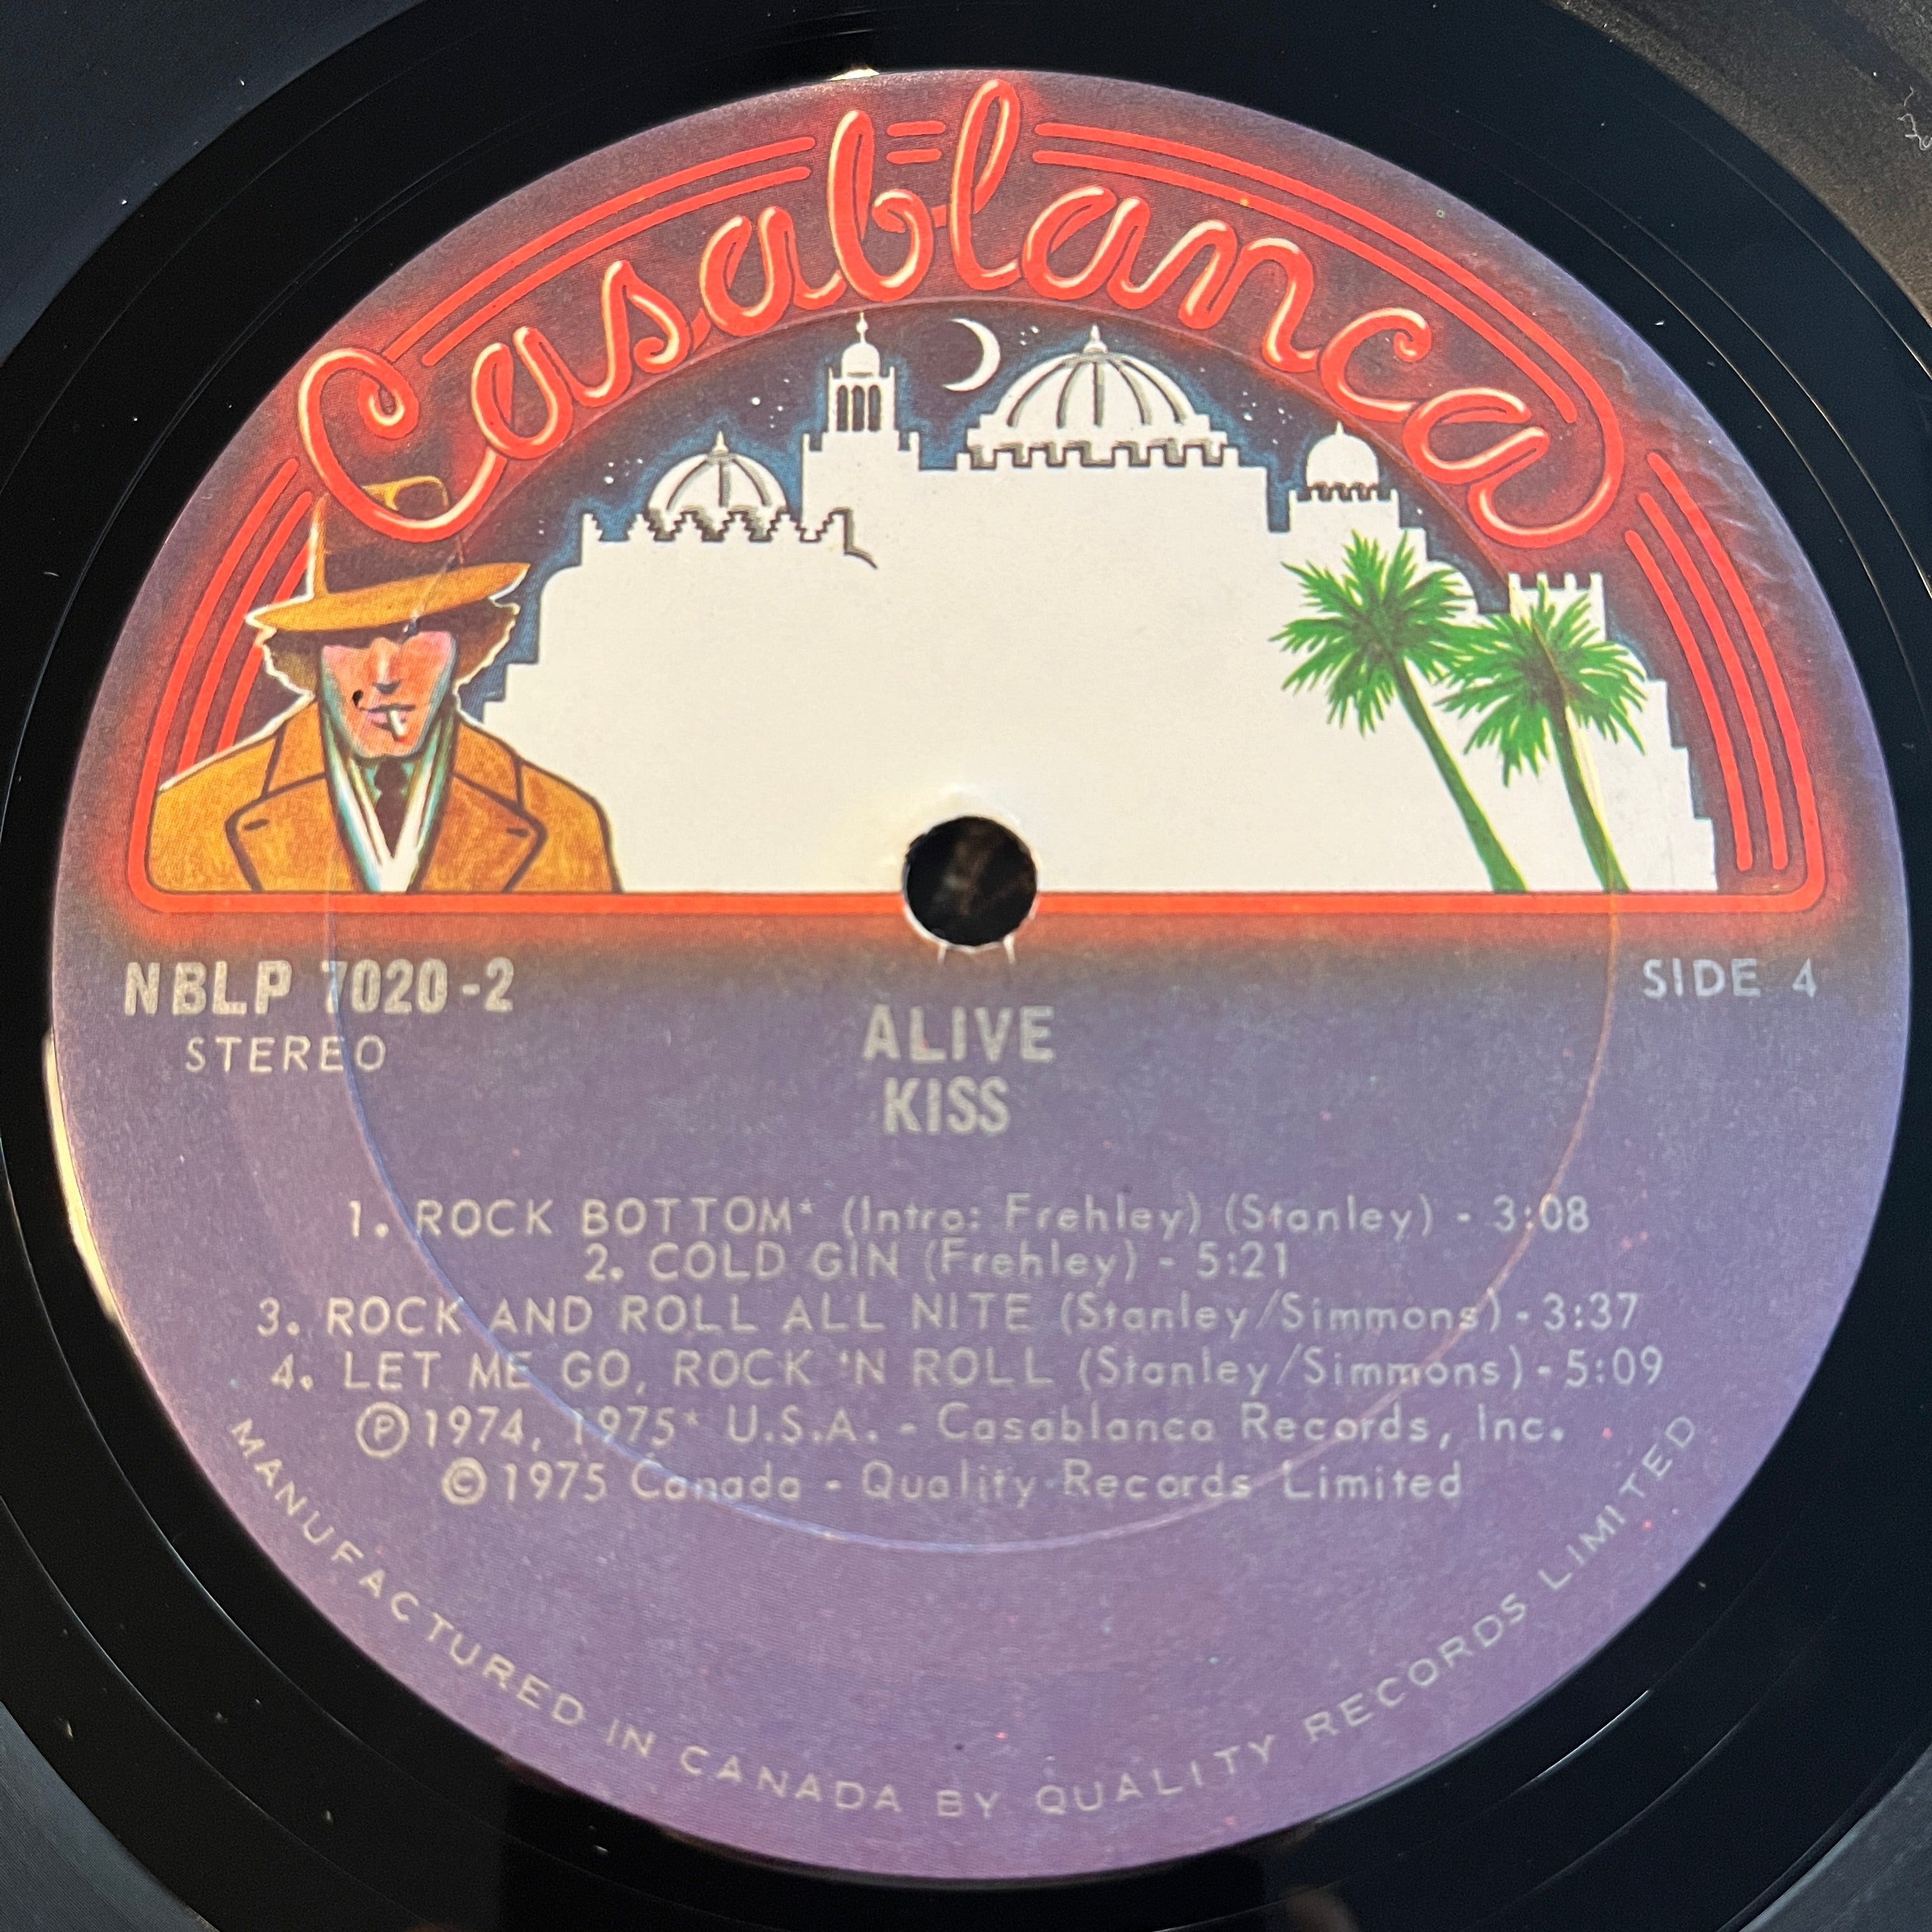 Casablanca
NBLP 7020-2
SIDE 4
STEREO
ALIVE
KISS
1. ROCK BOTTOM* (Intro: Frehley) (Stanley) - 3:08
2. COLD GIN (Frehley) - 5:21
3. ROCK AND ROLL ALL NITE (Stanley/Simmons) - 3:37
4. LET ME GO, ROCK 'N ROLL (Stanley/Simmons) - 5:09
Ⓟ1974, 1975* U.S.A. - Casablanca Records, Inc.
©1975 Canada - Quality Records Limited
MANUFACTURED IN CANADA BY QUALITY RECORDS LIMITED